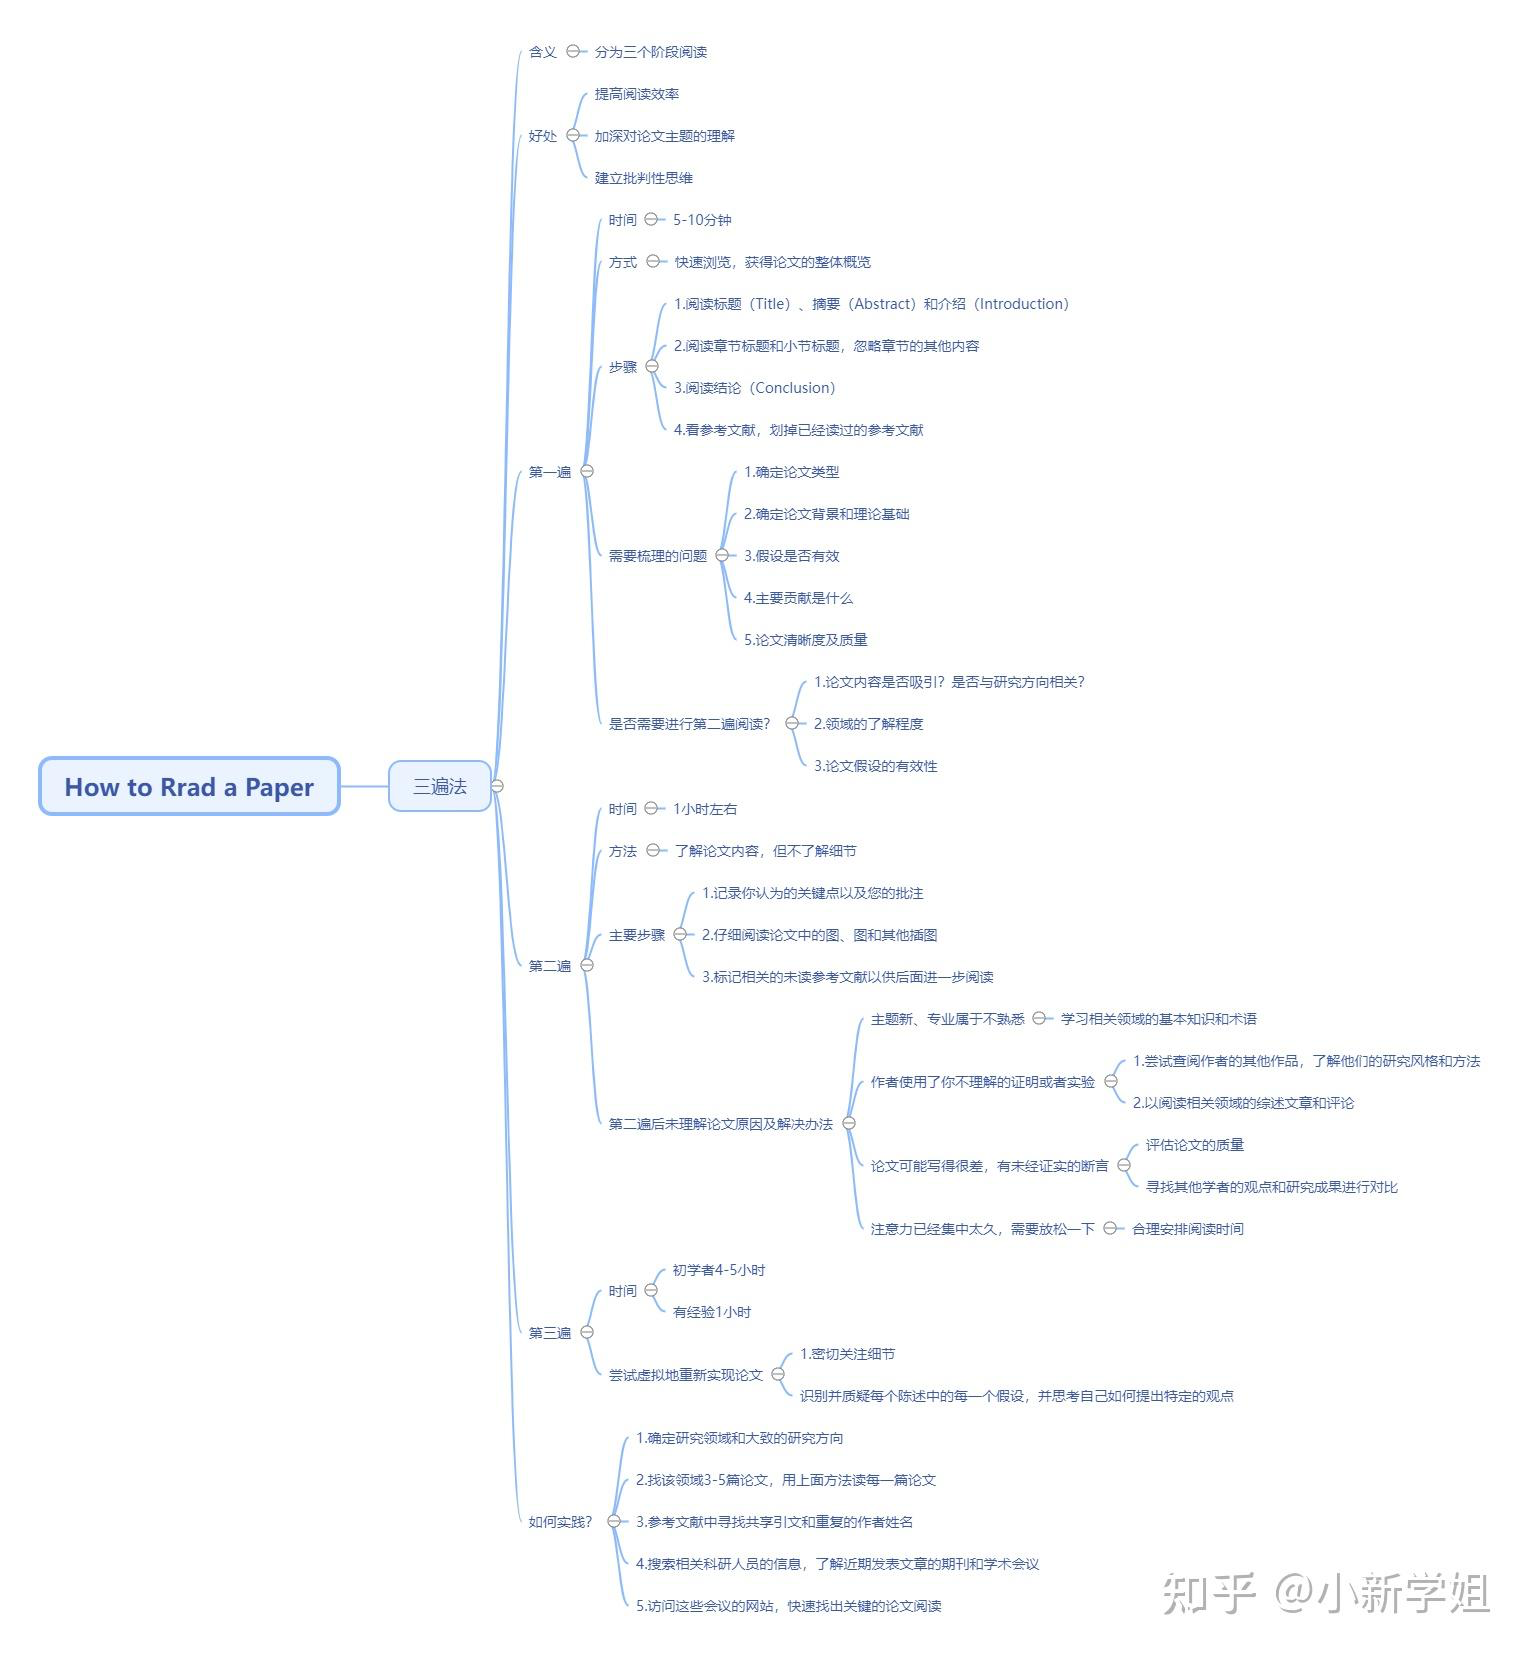 How to Rrad a Paper
三遍法
含义
分为三个阶段阅读
好处
提高阅读效率
加深对论文主题的理解
建立批判性思维
第一遍
时间
5-10分钟
方式
快速浏览，获得论文的整体概览
步骤
1.阅读标题（Title）、摘要（Abstract）和介绍（Introduction）
2.阅读章节标题和小节标题，忽略章节的其他内容
3.阅读结论（Conclusion）
4.看参考文献，划掉已经读过的参考文献
需要梳理的问题
1.确定论文类型
2.确定论文背景和理论基础
3.假设是否有效
4.主要贡献是什么
5.论文清晰度及质量
是否需要进行第二遍阅读？
1.论文内容是否吸引？是否与研究方向相关？
2.领域的了解程度
3.论文假设的有效性
第二遍
时间
1小时左右
方法
了解论文内容，但不了解细节
主要步骤
1.记录你认为的关键点以及您的批注
2.仔细阅读论文中的图、图和其他插图
3.标记相关的未读参考文献以供后面进一步阅读
第二遍后未理解论文原因及解决办法
主题新、专业属于不熟悉
学习相关领域的基本知识和术语
作者使用了你不理解的证明或者实验
1.尝试查阅作者的其他作品，了解他们的研究风格和方法
2.以阅读相关领域的综述文章和评论
论文可能写得很差，有未经证实的断言
评估论文的质量
寻找其他学者的观点和研究成果进行对比
注意力已经集中太久，需要放松一下
合理安排阅读时间
第三遍
时间
初学者4-5小时
有经验1小时
尝试虚拟地重新实现论文
1.密切关注细节
识别并质疑每个陈述中的每一个假设，并思考自己如何提出特定的观点
如何实践？
1.确定研究领域和大致的研究方向
2.找该领域3-5篇论文，用上面方法读每一篇论文
3.参考文献中寻找共享引文和重复的作者姓名
4.搜索相关科研人员的信息，了解近期发表文章的期刊和学术会议
5.访问这些会议的网站，快速找出关键的论文阅读
知乎 @小新学姐